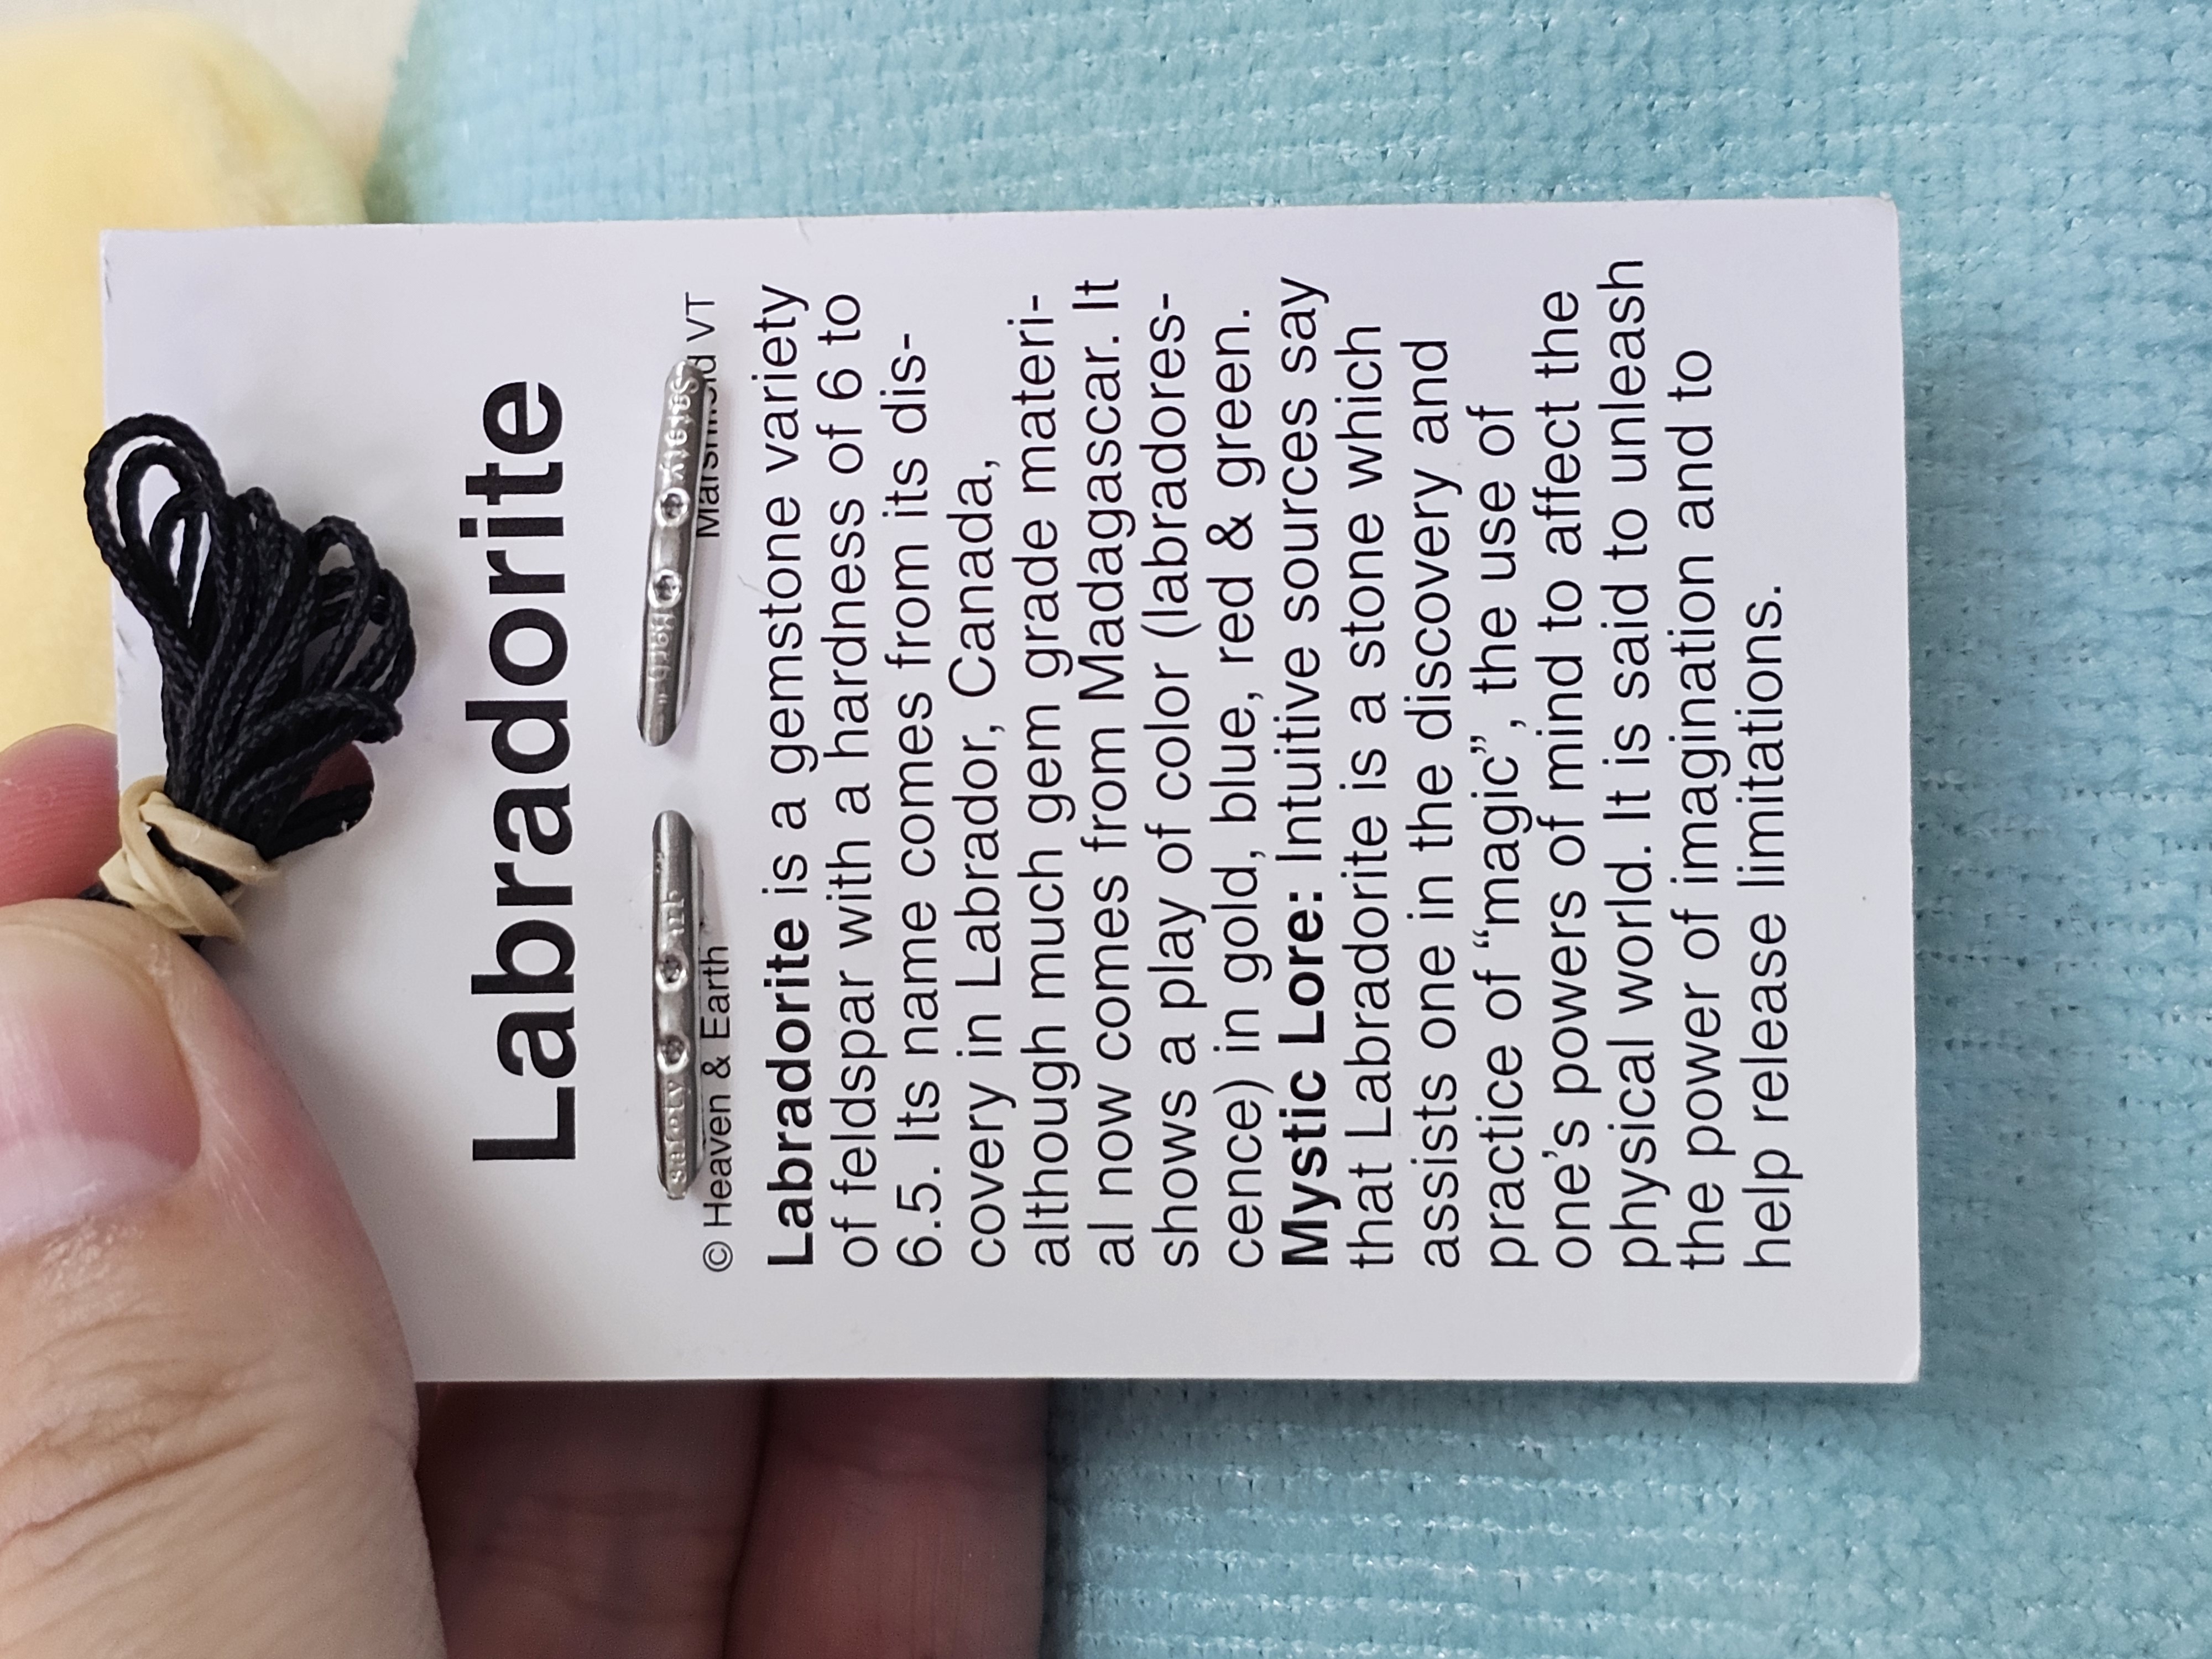 Labradorite
© Heaven & Earth VT
Labradorite is a gemstone variety
of feldspar with a hardness of 6 to
6.5. Its name comes from its dis-
covery in Labrador, Canada,
although much gem grade materi-
al now comes from Madagascar. It
shows a play of color (labradores-
cence) in gold, blue, red & green.
Mystic Lore: Intuitive sources say
that Labradorite is a stone which
assists one in the discovery and
practice of “magic”, the use of
one’s powers of mind to affect the
physical world. It is said to unleash
the power of imagination and to
help release limitations.